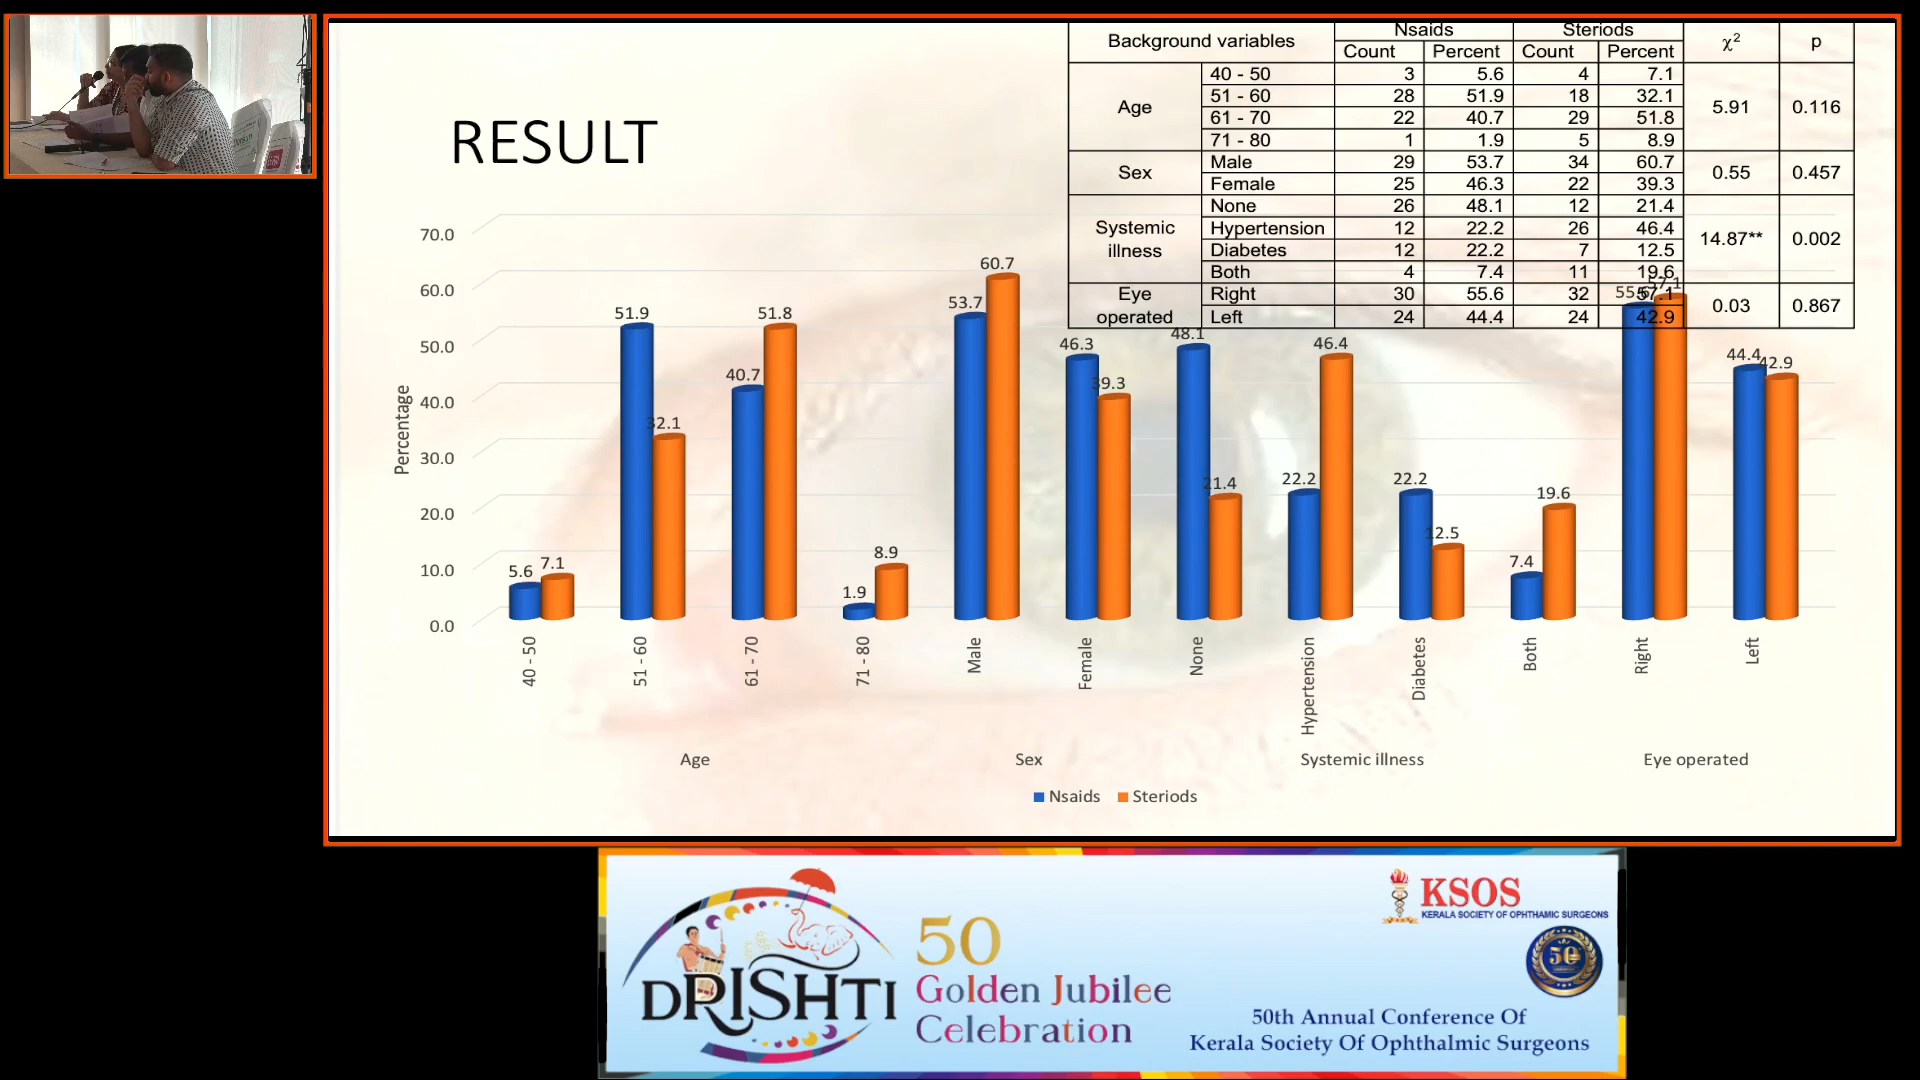 RESULT
Background variables Nsaids Steriods χ2 p
Count Percent Count Percent
Age 40 - 50 3 5.6 4 7.1 5.91 0.116
51 - 60 28 51.9 18 32.1
61 - 70 22 40.7 29 51.8
71 - 80 1 1.9 5 8.9
Sex Male 29 53.7 34 60.7 0.55 0.457
Female 25 46.3 22 39.3
Systemic illness None 26 48.1 12 21.4 14.87** 0.002
Hypertension 12 22.2 26 46.4
Diabetes 12 22.2 7 12.5
Both 4 7.4 11 19.6
Eye operated Right 30 55.6 32 57.1 0.03 0.867
Left 24 44.4 24 42.9
Percentage
70.0
60.0
50.0
40.0
30.0
20.0
10.0
0.0
5.6 7.1 51.9 32.1 40.7 51.8 1.9 8.9 53.7 60.7 46.3 39.3 48.1 21.4 22.2 46.4 22.2 12.5 7.4 19.6 55.6 57.1 44.4 42.9
40 - 50 51 - 60 61 - 70 71 - 80 Male Female None Hypertension Diabetes Both Right Left
Age Sex Systemic illness Eye operated
Nsaids Steriods
DRISHTI
50
Golden Jubilee
Celebration
KSOS
KERALA SOCIETY OF OPHTHAMIC SURGEONS
50
50th Annual Conference Of
Kerala Society Of Ophthalmic Surgeons